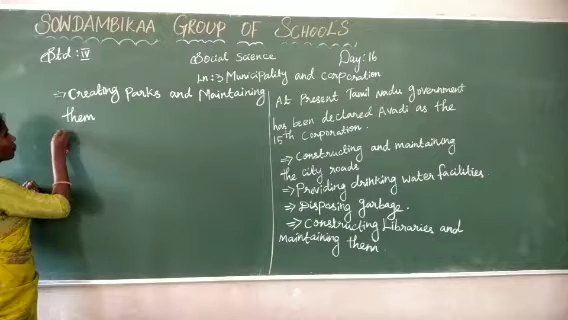 SOWDAMBIKAA GROUP OF SCHOOLS
Std : IV Social Science Day: 16
Ln: 3 Municipality and corporation
⇒ Creating Parks and Maintaining
them
At Present Tamil nadu government
has been declared Avadi as the
15th Corporation.
⇒ Constructing and maintaining
the city roads
⇒ Providing drinking water facilities.
⇒ Disposing garbage.
⇒ Constructing Libraries and
Maintaining them.